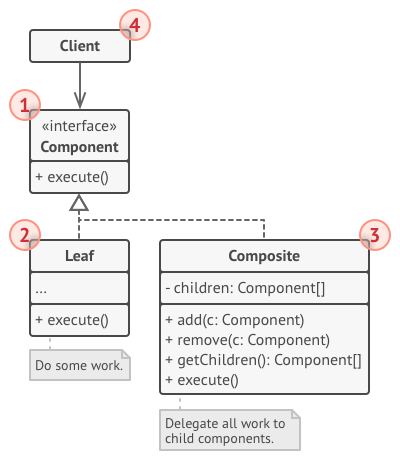 4
Client
1
«interface»
Component
+ execute()
2
Leaf
...
+ execute()
Do some work.
3
Composite
- children: Component[]
+ add(c: Component)
+ remove(c: Component)
+ getChildren(): Component[]
+ execute()
Delegate all work to
child components.